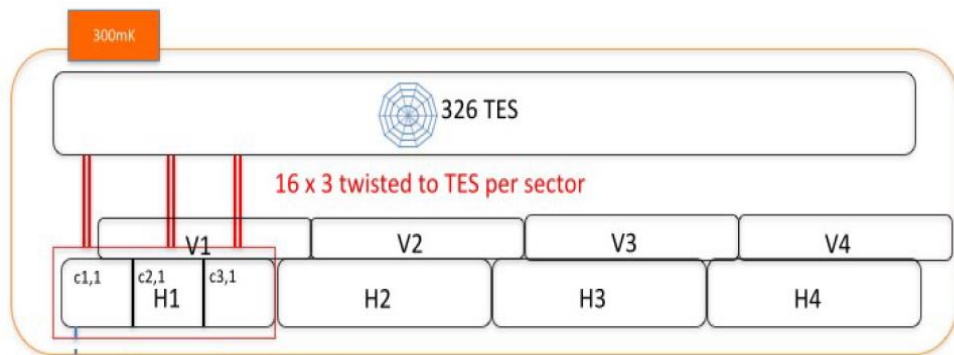 300mK
326 TES
16 x 3 twisted to TES per sector
V1 V2 V3 V4
c1,1 c2,1 c3,1
H1 H2 H3 H4